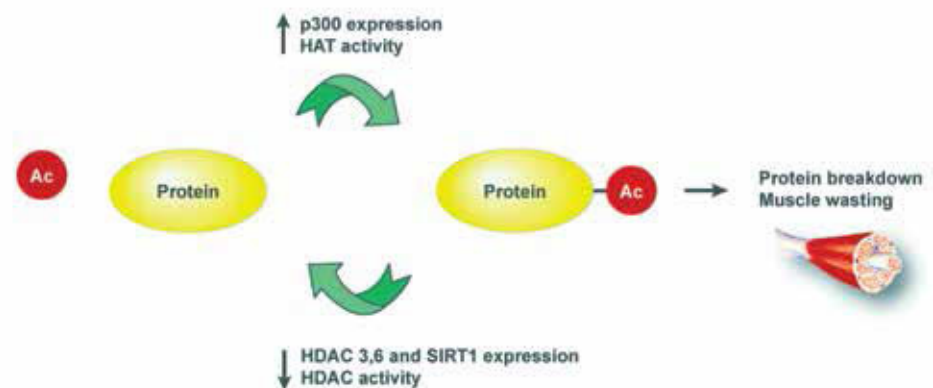 p300 expression
HAT activity
Ac
Protein
Protein
Ac
Protein breakdown
Muscle wasting
HDAC 3,6 and SIRT1 expression
HDAC activity